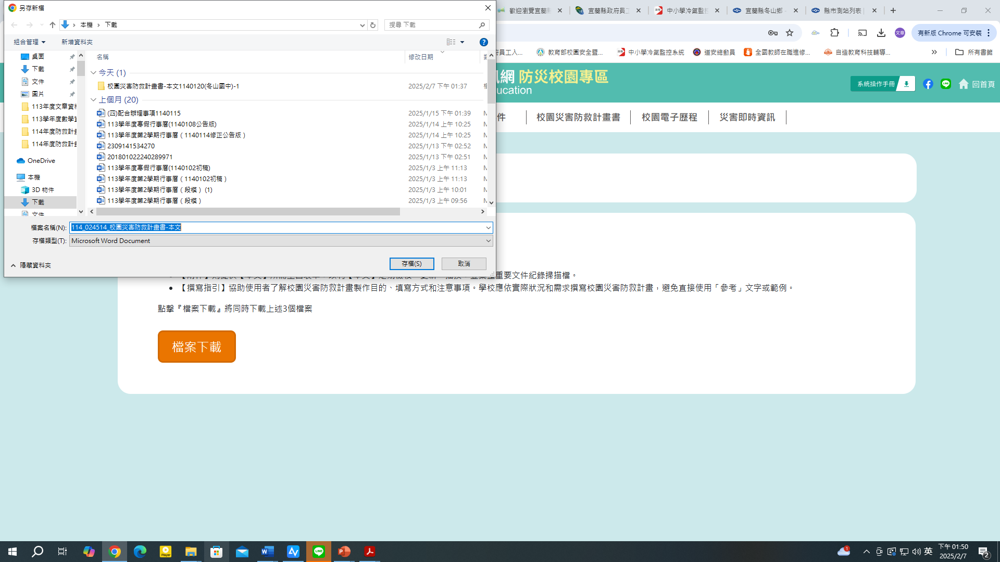 另存新檔
本機 › 下載
搜尋 下載
組合管理
新增資料夾
桌面
下載
文件
圖片
113年度文章資料
113學年度數學
114年度防救計
114年度防救計
OneDrive
本機
3D 物件
下載
文件
名稱
修改日期
今天 (1)
校園災害防救計畫書-本文1140120(冬山國中)-1
2025/2/7 下午 01:37
上個月 (20)
(四)配合辦理事項1140115
2025/1/15 下午 01:39
113學年度寒假行事曆(1140108公告版)
2025/1/14 上午 10:25
113學年度第2學期行事曆（1140114修正公告版）
2025/1/14 上午 10:25
2309141534270
2025/1/13 下午 02:52
201801022240289971
2025/1/13 下午 02:51
113學年度寒假行事曆(1140102初稿)
2025/1/3 上午 11:13
113學年度第2學期行事曆（1140102初稿）
2025/1/3 上午 11:13
113學年度第2學期行事曆（段模） (1)
2025/1/3 上午 10:01
113學年度第2學期行事曆（段模）
2025/1/3 上午 09:56
檔案名稱(N):
114_024514_校園災害防救計畫書-本文
存檔類型(T):
Microsoft Word Document
隱藏資料夾
存檔(S)
取消
歡迎瀏覽宜蘭縣
宜蘭縣政府員工
中小學冷氣監控
宜蘭縣冬山鄉 -
縣市測站列表 |
文章
有新版 Chrome 可安裝
府員工入...
教育部校園安全暨...
中小學冷氣監控系統
道安總動員
全國教師在職進修...
自造教育科技輔導...
所有書籤
訊網 防災校園專區
ucation
系統操作手冊
回首頁
件
校園災害防救計畫書
校園電子歷程
災害即時資訊
重要文件紀錄掃描檔。
【撰寫指引】協助使用者了解校園災害防救計畫製作目的、填寫方式和注意事項。學校應依實際狀況和需求撰寫校園災害防救計畫，避免直接使用「參考」文字或範例。
點擊『檔案下載』將同時下載上述3個檔案
檔案下載
Player
1
英
下午 01:50
2025/2/7
2